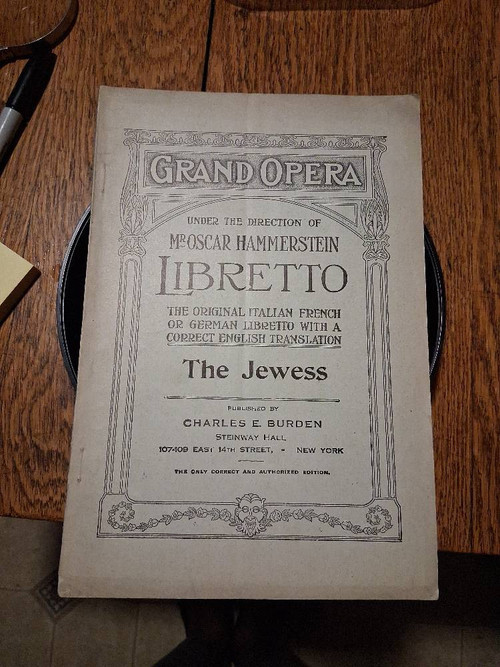 GRAND OPERA
UNDER THE DIRECTION OF
MR OSCAR HAMMERSTEIN
LIBRETTO
THE ORIGINAL ITALIAN FRENCH
OR GERMAN LIBRETTO WITH A
CORRECT ENGLISH TRANSLATION
The Jewess
PUBLISHED BY
CHARLES E. BURDEN
STEINWAY HALL
107-109 EAST 14TH STREET, - NEW YORK
THE ONLY CORRECT AND AUTHORIZED EDITION.